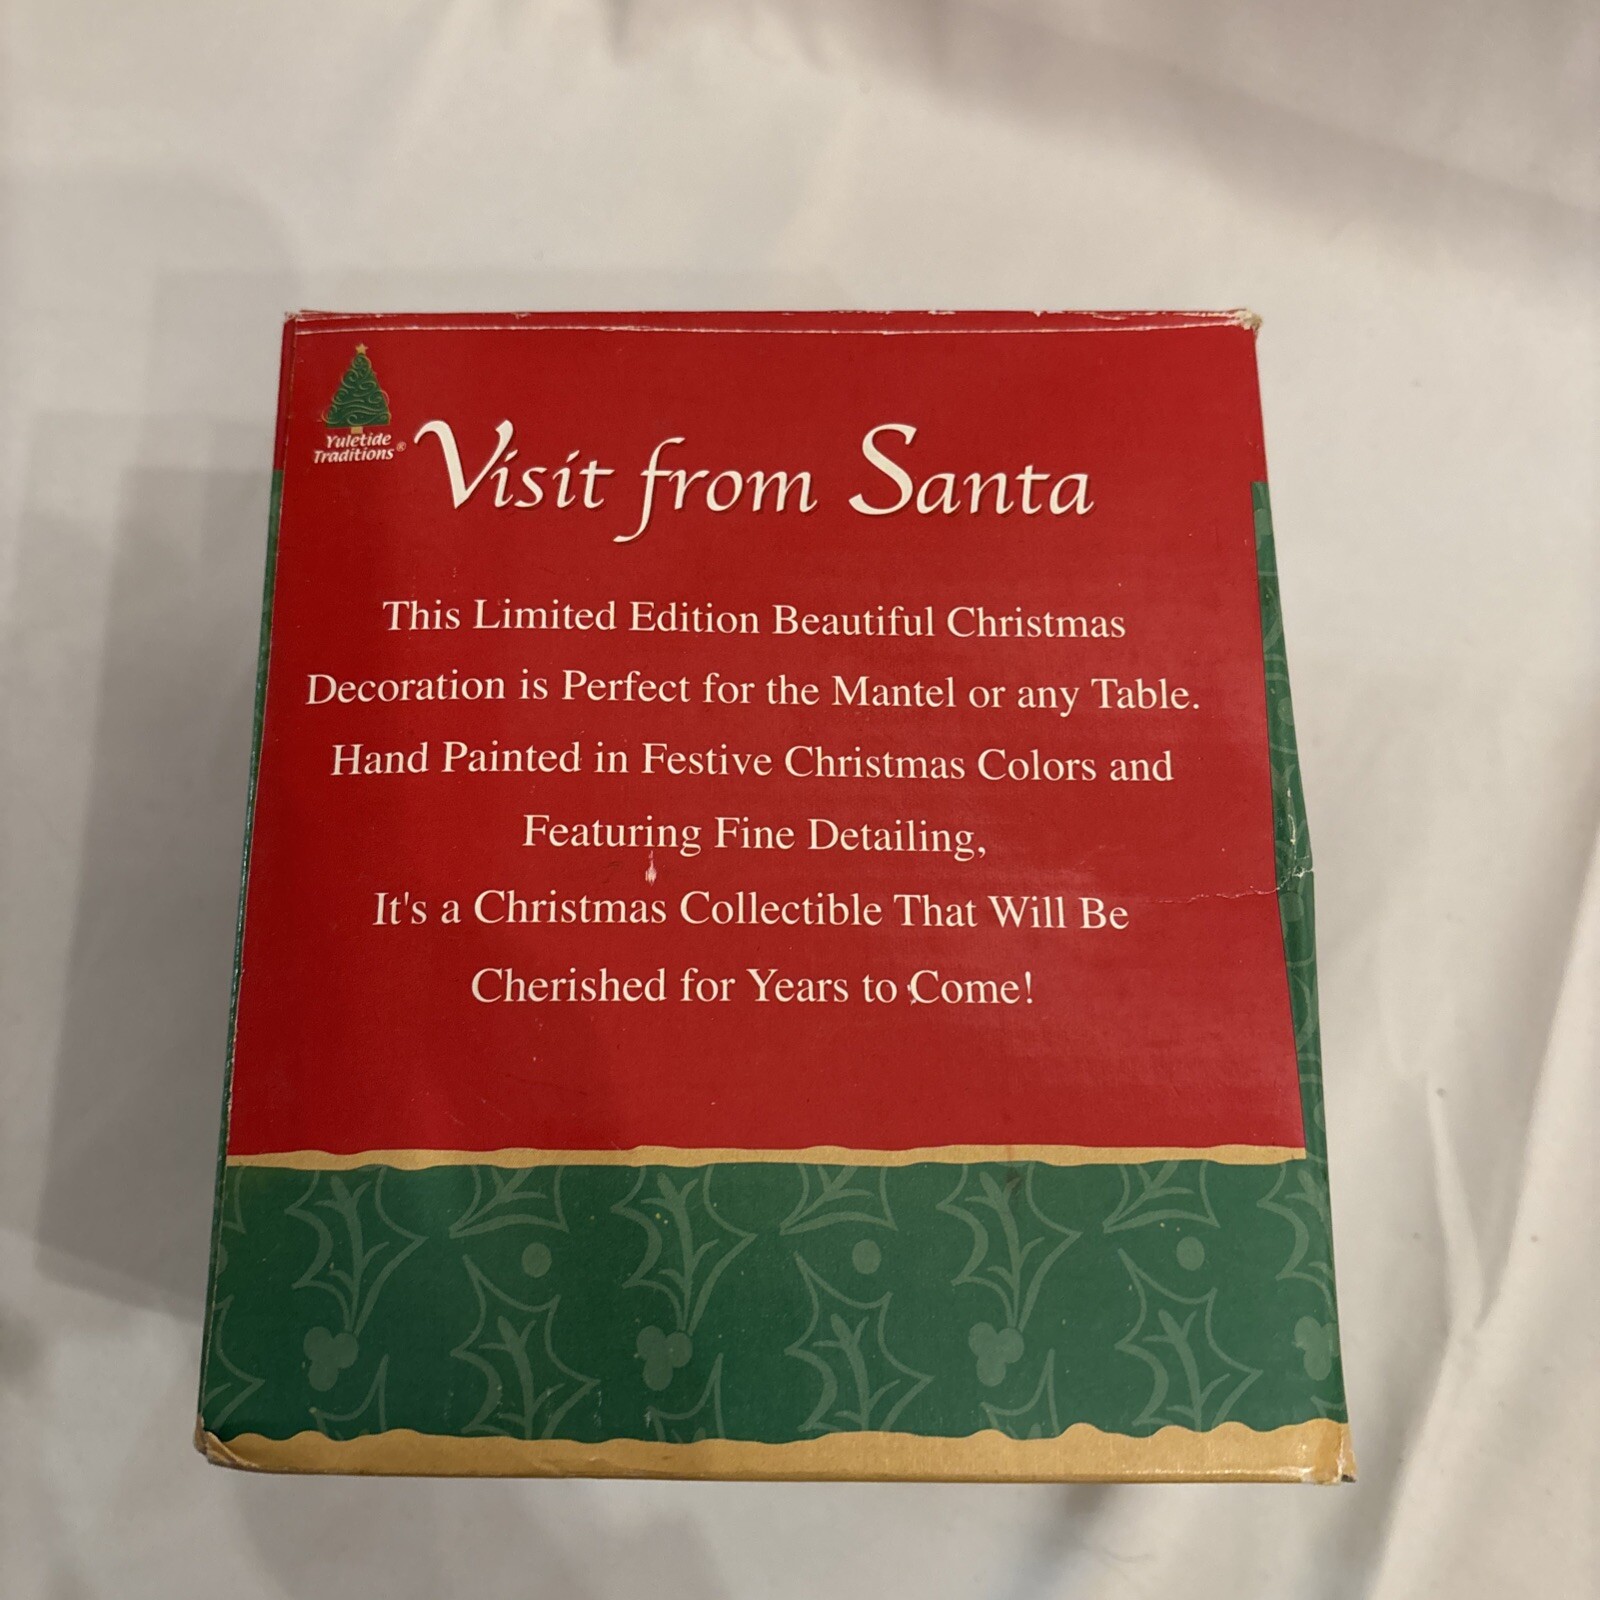 Yuletide
Traditions®
Visit from Santa
This Limited Edition Beautiful Christmas
Decoration is Perfect for the Mantel or any Table.
Hand Painted in Festive Christmas Colors and
Featuring Fine Detailing,
It's a Christmas Collectible That Will Be
Cherished for Years to Come!